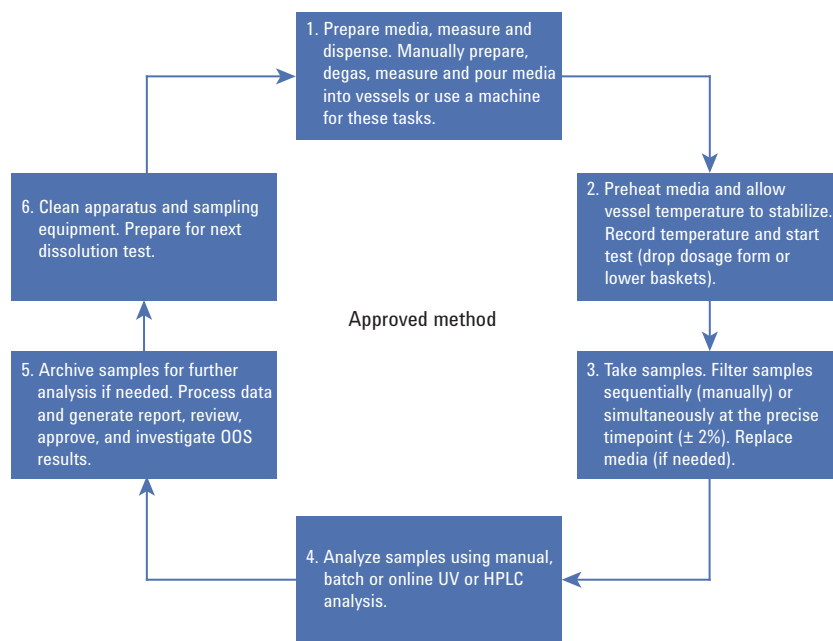 1. Prepare media, measure and
dispense. Manually prepare,
degas, measure and pour media
into vessels or use a machine
for these tasks.
2. Preheat media and allow
vessel temperature to stabilize.
Record temperature and start
test (drop dosage form or
lower baskets).
3. Take samples. Filter samples
sequentially (manually) or
simultaneously at the precise
timepoint (± 2%). Replace
media (if needed).
4. Analyze samples using manual,
batch or online UV or HPLC
analysis.
5. Archive samples for further
analysis if needed. Process data
and generate report, review,
approve, and investigate OOS
results.
6. Clean apparatus and sampling
equipment. Prepare for next
dissolution test.
Approved method